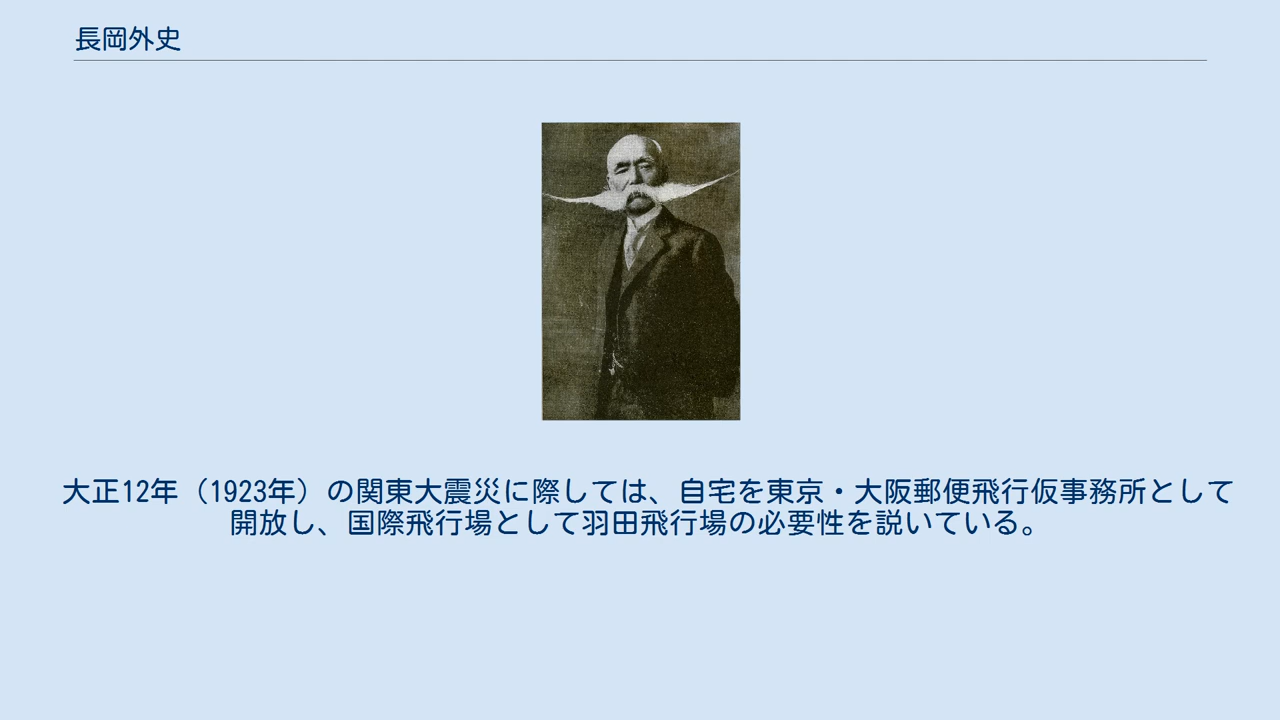 長岡外史
大正12年（1923年）の関東大震災に際しては、自宅を東京・大阪郵便飛行仮事務所として
開放し、国際飛行場として羽田飛行場の必要性を説いている。